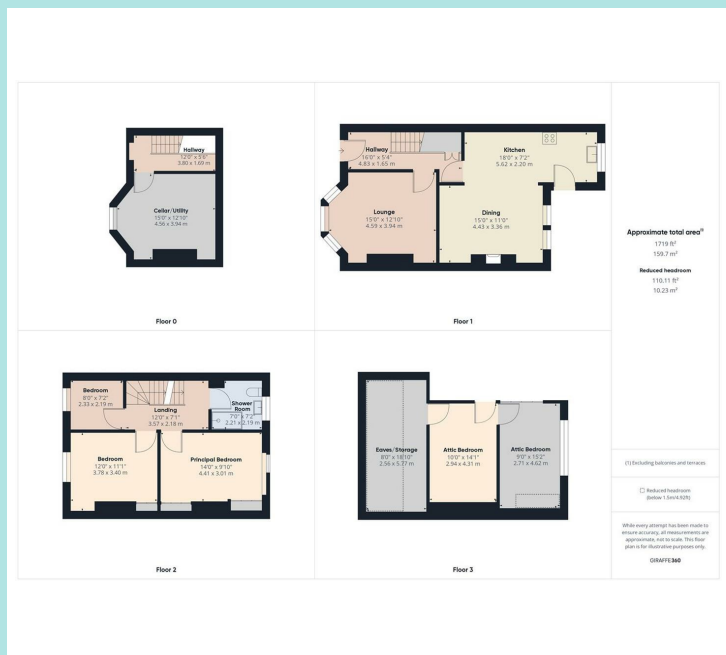 Hallway
12'0" x 5'6"
3.80 x 1.69 m
Cellar/Utility
15'0" x 12'10"
4.56 x 3.94 m
Floor 0
Hallway
16'0" x 5'4"
4.83 x 1.65 m
Kitchen
18'0" x 7'2"
5.62 x 2.20 m
Lounge
15'0" x 12'10"
4.59 x 3.94 m
Dining
15'0" x 11'0"
4.43 x 3.36 m
Floor 1
Bedroom
8'0" x 7'2"
2.33 x 2.19 m
Landing
12'0" x 7'1"
3.57 x 2.18 m
Shower
Room
7'0" x 7'2"
2.21 x 2.19 m
Bedroom
12'0" x 11'1"
3.78 x 3.40 m
Principal Bedroom
14'0" x 9'10"
4.41 x 3.01 m
Floor 2
Eaves/Storage
8'0" x 18'10"
2.56 x 5.77 m
Attic Bedroom
10'0" x 14'1"
2.94 x 4.31 m
Attic Bedroom
9'0" x 15'2"
2.71 x 4.62 m
Floor 3
Approximate total area(1)
1719 ft²
159.7 m²
Reduced headroom
110.11 ft²
10.23 m²
(1) Excluding balconies and terraces
Reduced headroom
(below 1.5m/4.92ft)
While every attempt has been made to
ensure accuracy, all measurements are
approximate, not to scale. This floor
plan is for illustrative purposes only.
GIRAFFE360